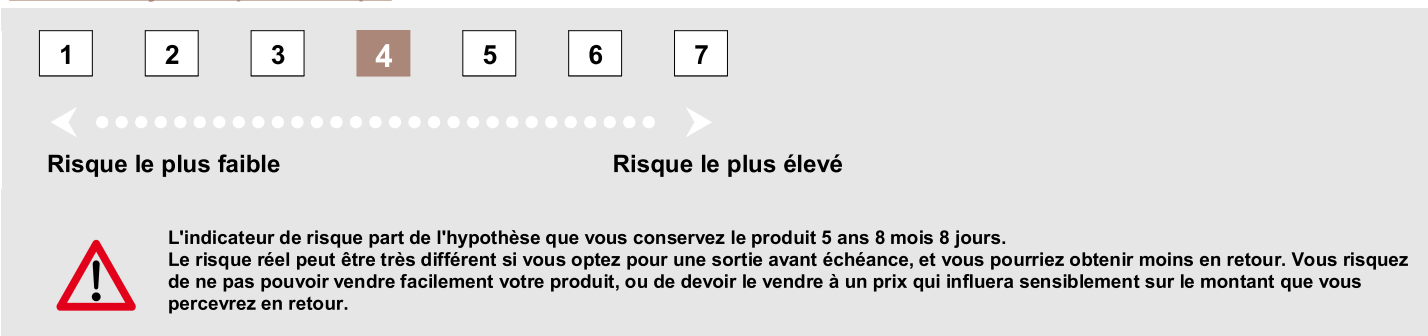 1 2 3 4 5 6 7
Risque le plus faible Risque le plus élevé
L'indicateur de risque part de l'hypothèse que vous conservez le produit 5 ans 8 mois 8 jours.
Le risque réel peut être très différent si vous optez pour une sortie avant échéance, et vous pourriez obtenir moins en retour. Vous risquez
de ne pas pouvoir vendre facilement votre produit, ou de devoir le vendre à un prix qui influera sensiblement sur le montant que vous
percevrez en retour.